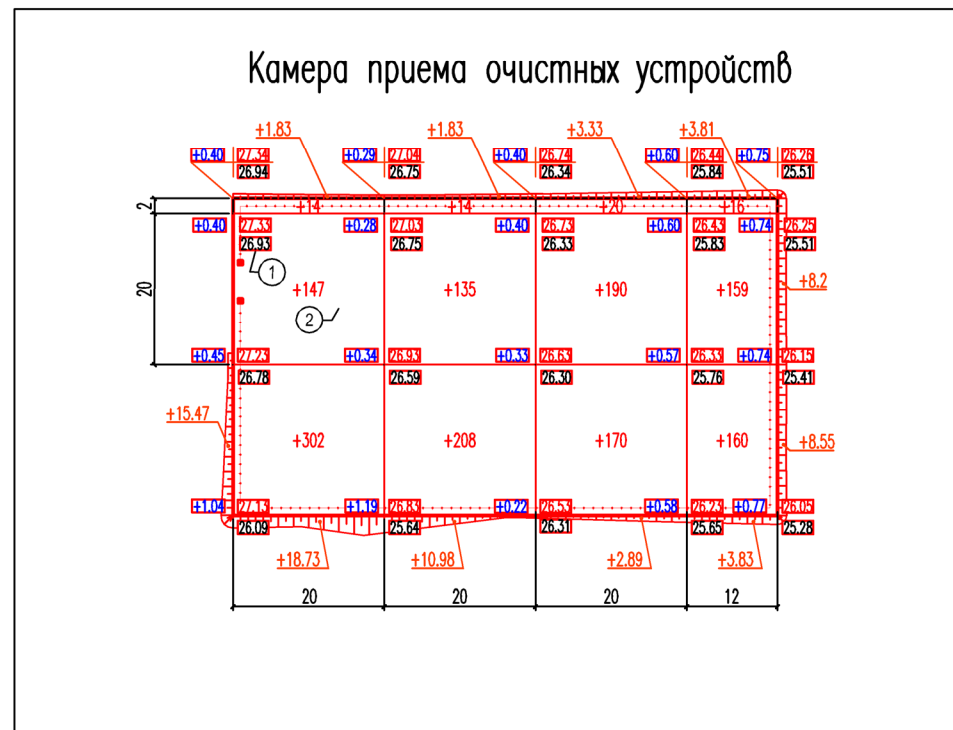 Камера приема очистных устройств
+1.83 +1.83 +3.33 +3.81
+0.40 27.34 +0.29 27.04 +0.40 26.74 +0.60 26.44 +0.75 26.26
26.94 26.75 26.34 25.84 25.51
2 +14 +14 +20 +16
+0.40 27.33 +0.28 27.03 +0.40 26.73 +0.60 26.43 +0.74 26.25
26.93 26.75 26.33 25.83 25.51
1
20 +147 +135 +190 +159 +8.2
2
+0.45 27.23 +0.34 26.93 +0.33 26.63 +0.57 26.33 +0.74 26.15
26.78 26.59 26.30 25.76 25.41
+15.47
+302 +208 +170 +160 +8.55
+1.04 27.13 +1.19 26.83 +0.22 26.53 +0.58 26.23 +0.77 26.05
26.09 25.64 26.31 25.65 25.28
+18.73 +10.98 +2.89 +3.83
20 20 20 12